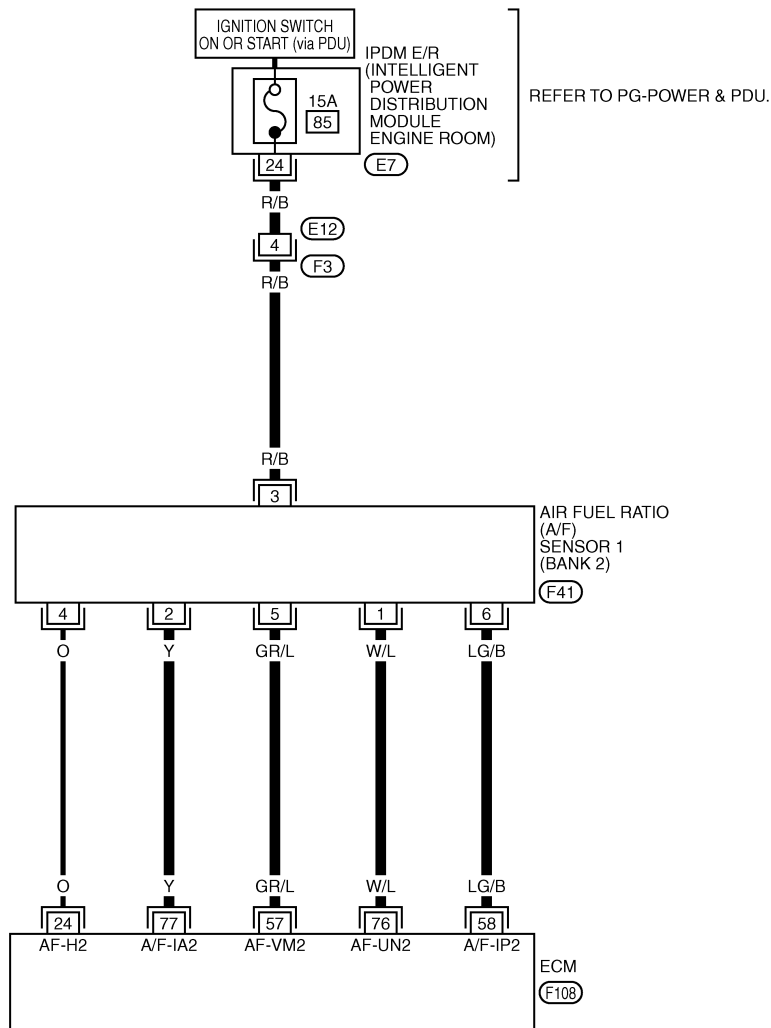 IGNITION SWITCH
ON OR START (via PDU)
IPDM E/R
(INTELLIGENT
POWER
DISTRIBUTION
MODULE
ENGINE ROOM)
REFER TO PG-POWER & PDU.
15A
85
24
E7
R/B
E12
4
F3
R/B
R/B
3
AIR FUEL RATIO
(A/F)
SENSOR 1
(BANK 2)
F41
4 2 5 1 6
O Y GR/L W/L LG/B
O Y GR/L W/L LG/B
24 77 57 76 58
AF-H2 A/F-IA2 AF-VM2 AF-UN2 A/F-IP2
ECM
F108